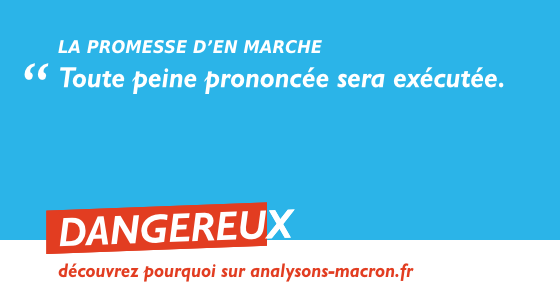 LA PROMESSE D'EN MARCHE
“ Toute peine prononcée sera exécutée.
DANGEREUX
découvrez pourquoi sur analysons-macron.fr